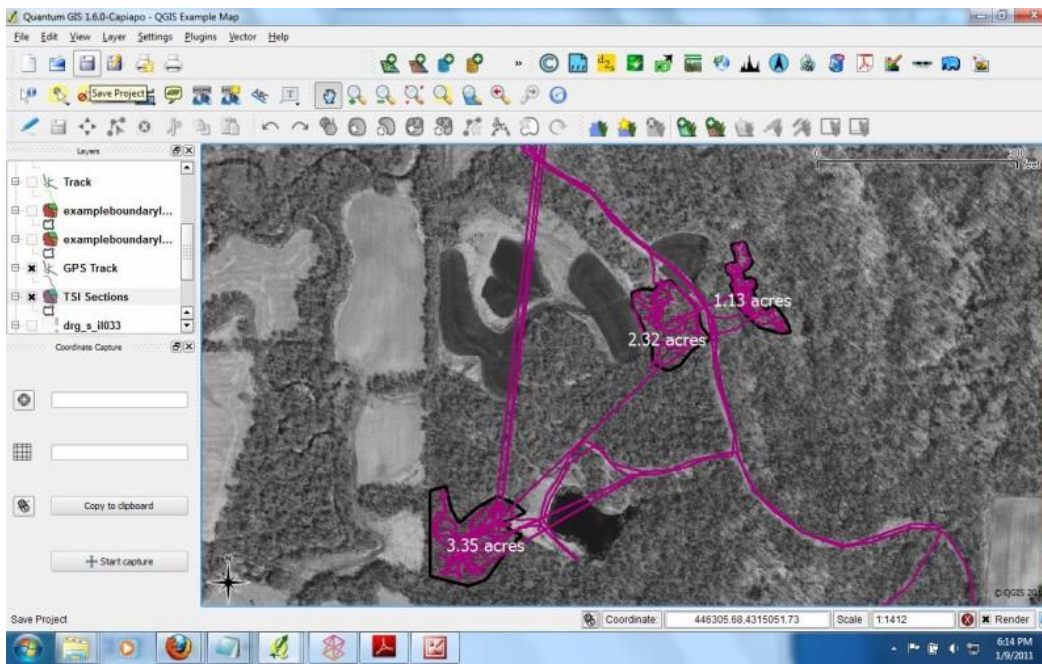 Quantum GIS 1.6.0-Capiapo - QGIS Example Map
File Edit View Layer Settings Plugins Vector Help
Save Project
Layers
Track
exampleboundaryl...
exampleboundaryl...
GPS Track
TSI Sections
drg_s_il033
Coordinate Capture
Copy to clipboard
Start capture
0
feet
1.13 acres
2.32 acres
3.35 acres
N
© QGIS
Save Project
Coordinate:
446305.68,4315051.73
Scale
1:1412
Render
6:14 PM
1/9/2011